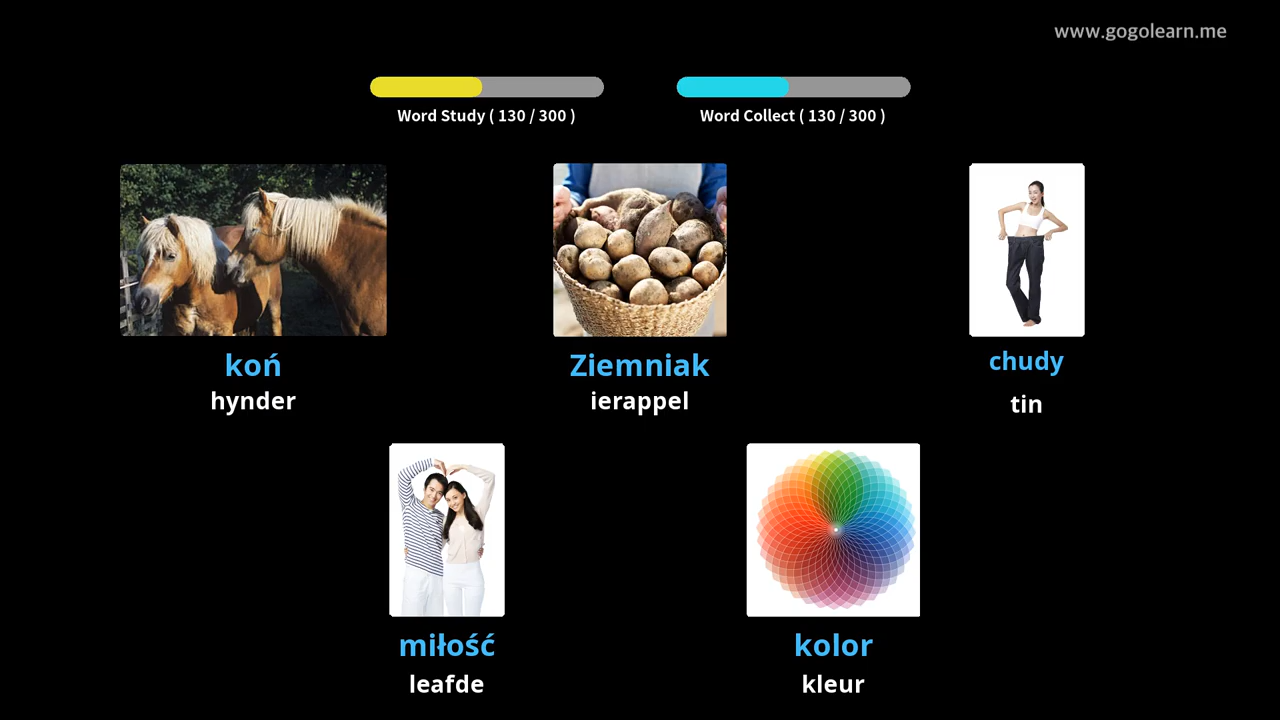 www.gogolearn.me
Word Study ( 130 / 300 )
Word Collect ( 130 / 300 )
koń
hynder
Ziemniak
ierappel
chudy
tin
miłość
leafde
kolor
kleur